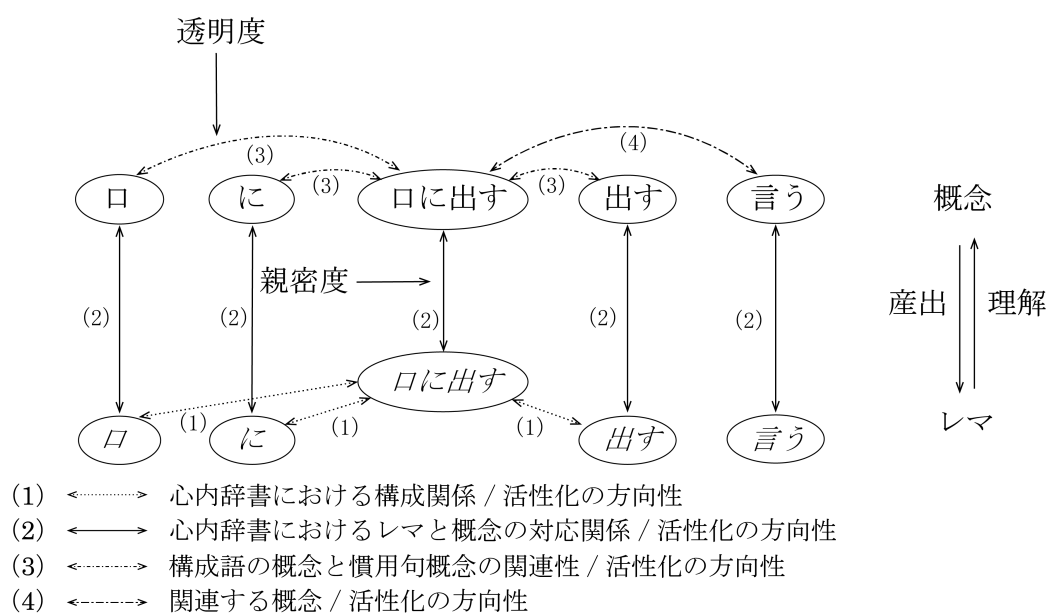 透明度
(3)
(4)
(3)
(3)
口
に
口に出す
出す
言う
概念
親密度
(2)
(2)
(2)
(2)
(2)
産出
理解
口に出す
(1)
(1)
(1)
口
に
出す
言う
レマ
(1) 心内辞書における構成関係 / 活性化の方向性
(2) 心内辞書におけるレマと概念の対応関係 / 活性化の方向性
(3) 構成語の概念と慣用句概念の関連性 / 活性化の方向性
(4) 関連する概念 / 活性化の方向性